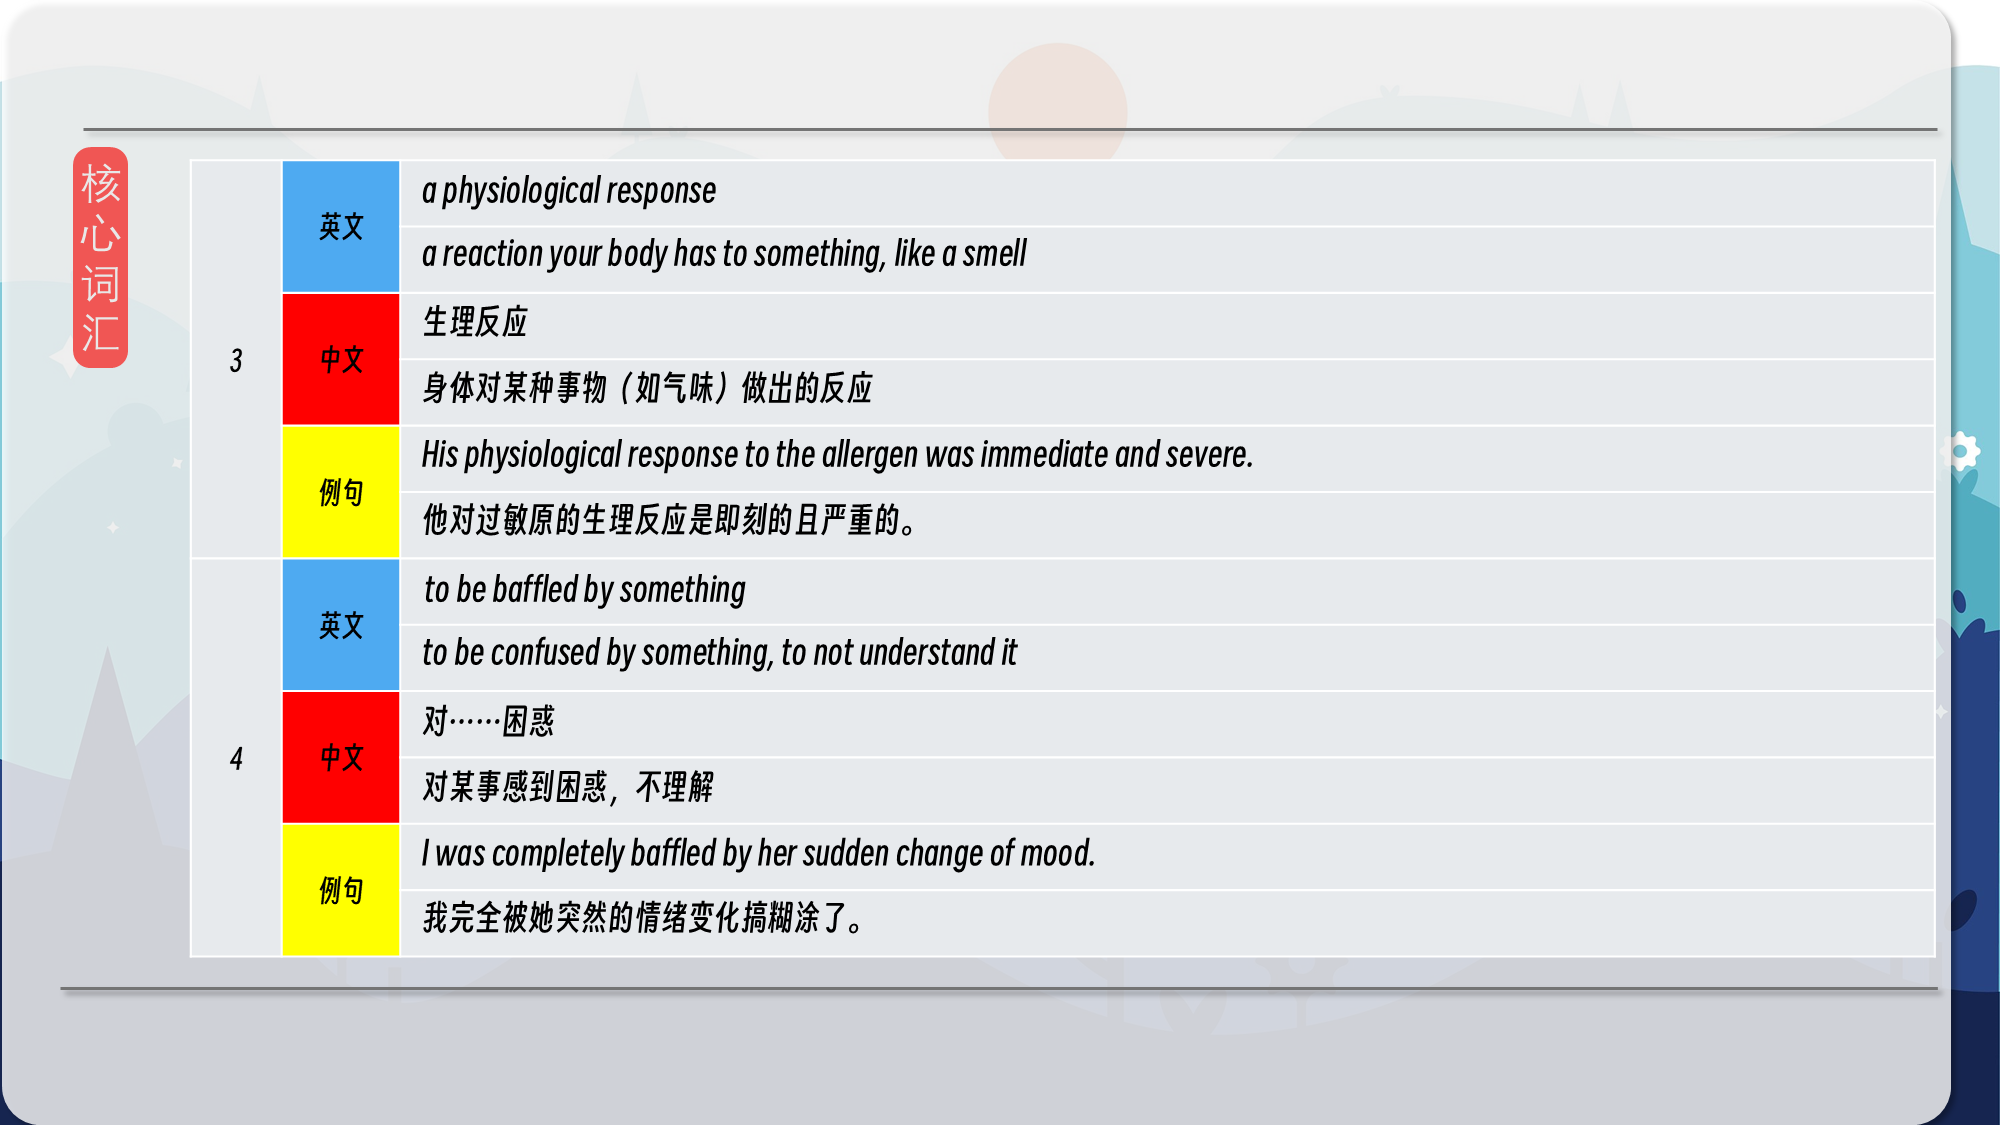 核
心
词
汇
3
英文
a physiological response
a reaction your body has to something, like a smell
中文
生理反应
身体对某种事物（如气味）做出的反应
例句
His physiological response to the allergen was immediate and severe.
他对过敏原的生理反应是即刻的且严重的。
4
英文
to be baffled by something
to be confused by something, to not understand it
中文
对……困惑
对某事感到困惑，不理解
例句
I was completely baffled by her sudden change of mood.
我完全被她突然的情绪变化搞糊涂了。